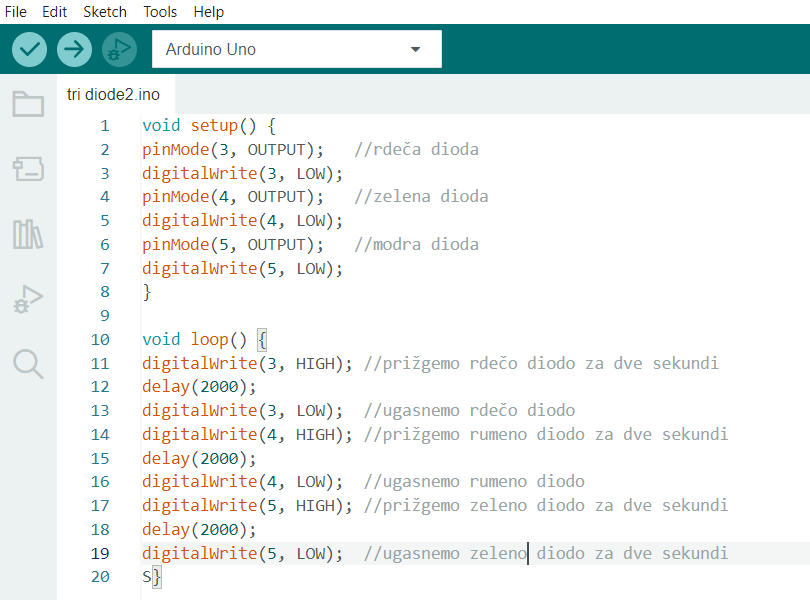 File Edit Sketch Tools Help
Arduino Uno
tri diode2.ino
1 void setup() {
2 pinMode(3, OUTPUT);   //rdeča dioda
3 digitalWrite(3, LOW);
4 pinMode(4, OUTPUT);   //zelena dioda
5 digitalWrite(4, LOW);
6 pinMode(5, OUTPUT);   //modra dioda
7 digitalWrite(5, LOW);
8 }
9
10 void loop() {
11 digitalWrite(3, HIGH); //prižgemo rdečo diodo za dve sekundi
12 delay(2000);
13 digitalWrite(3, LOW);  //ugasnemo rdečo diodo
14 digitalWrite(4, HIGH); //prižgemo rumeno diodo za dve sekundi
15 delay(2000);
16 digitalWrite(4, LOW);  //ugasnemo rumeno diodo
17 digitalWrite(5, HIGH); //prižgemo zeleno diodo za dve sekundi
18 delay(2000);
19 digitalWrite(5, LOW);  //ugasnemo zeleno diodo za dve sekundi
20 S}